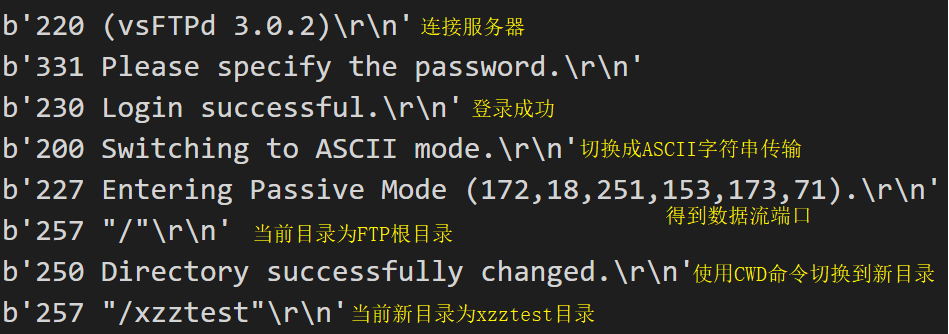 b'220 (vsFTPd 3.0.2)\r\n' 连接服务器
b'331 Please specify the password.\r\n'
b'230 Login successful.\r\n' 登录成功
b'200 Switching to ASCII mode.\r\n' 切换成ASCII字符串传输
b'227 Entering Passive Mode (172,18,251,153,173,71).\r\n'
得到数据流端口
b'257 "/"\r\n' 当前目录为FTP根目录
b'250 Directory successfully changed.\r\n' 使用CWD命令切换到新目录
b'257 "/xzztest"\r\n' 当前新目录为xzztest目录